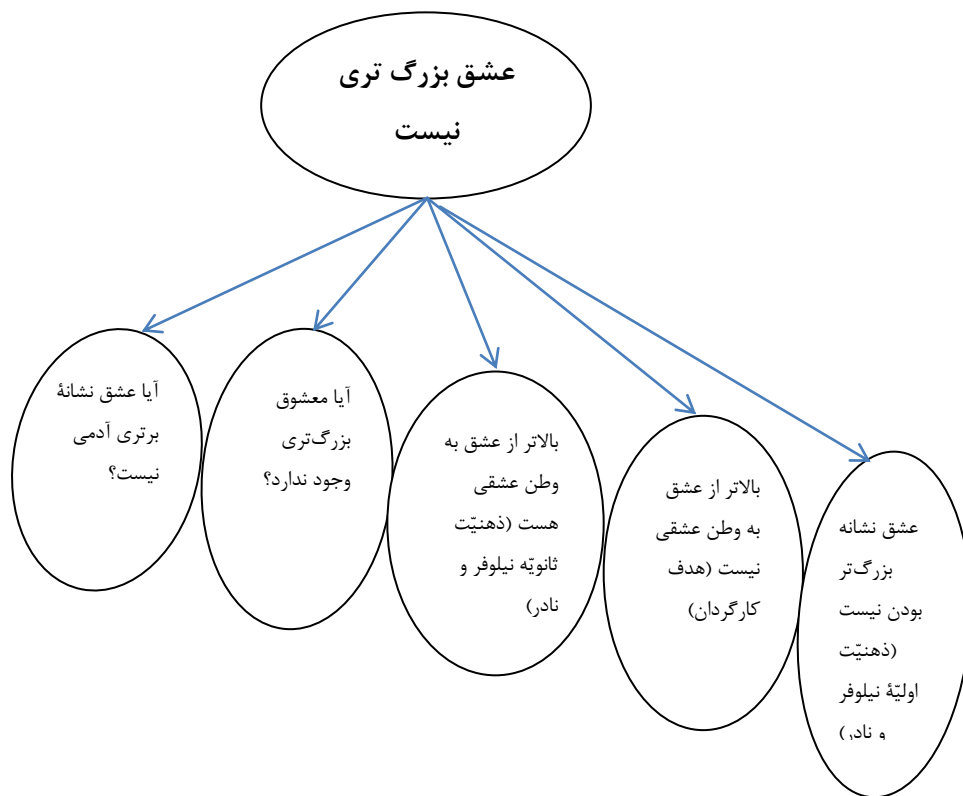 عشق بزرگ تری
نیست
عشق نشانه
بزرگ‌تر
بودن نیست
(ذهنیّت
اولیّهٔ نیلوفر
و نادر)
بالاتر از عشق
به وطن عشقی
نیست (هدف
کارگردان)
بالاتر از عشق به
وطن عشقی
هست (ذهنیّت
ثانویّه نیلوفر و
نادر)
آیا معشوق
بزرگ‌تری
وجود ندارد؟
آیا عشق نشانهٔ
برتری آدمی
نیست؟